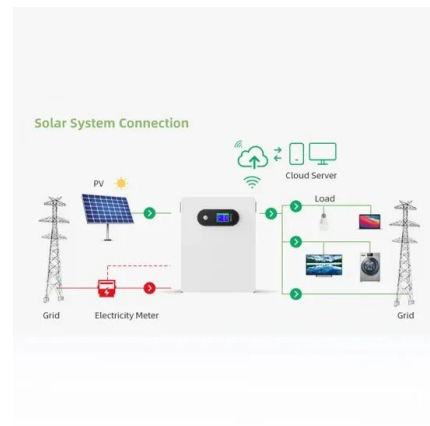 Solar System Connection
PV
Cloud Server
Load
Grid
Electricity Meter
Grid